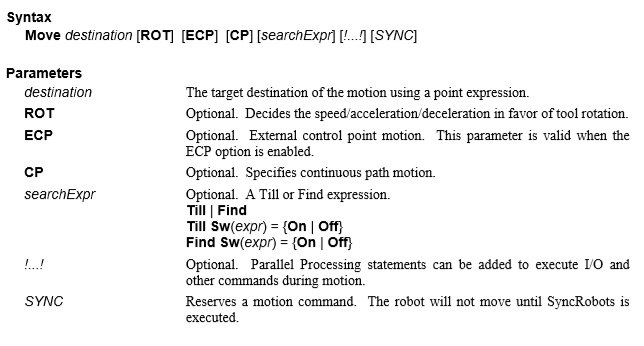 Syntax
Move destination [ROT] [ECP] [CP] [searchExpr] [!...!] [SYNC]
Parameters
destination The target destination of the motion using a point expression.
ROT Optional. Decides the speed/acceleration/deceleration in favor of tool rotation.
ECP Optional. External control point motion. This parameter is valid when the
ECP option is enabled.
CP Optional. Specifies continuous path motion.
searchExpr Optional. A Till or Find expression.
Till | Find
Till Sw(expr) = {On | Off}
Find Sw(expr) = {On | Off}
!...! Optional. Parallel Processing statements can be added to execute I/O and
other commands during motion.
SYNC Reserves a motion command. The robot will not move until SyncRobots is
executed.